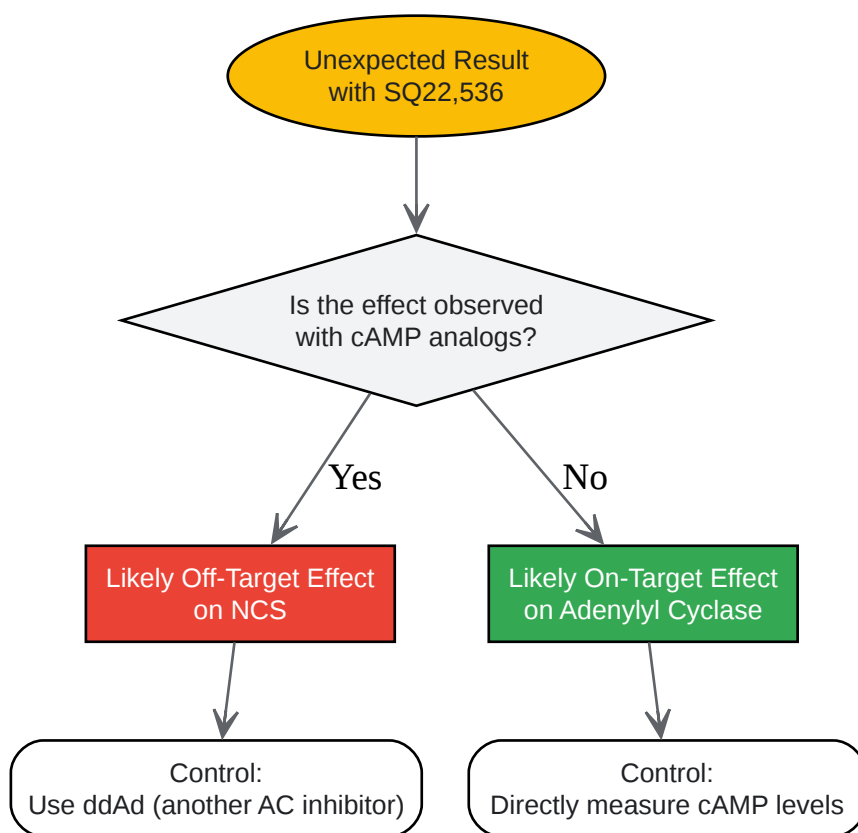 Unexpected Result
with SQ22,536
Is the effect observed
with cAMP analogs?
Yes
No
Likely Off-Target Effect
on NCS
Likely On-Target Effect
on Adenylyl Cyclase
Control:
Use ddAd (another AC inhibitor)
Control:
Directly measure cAMP levels